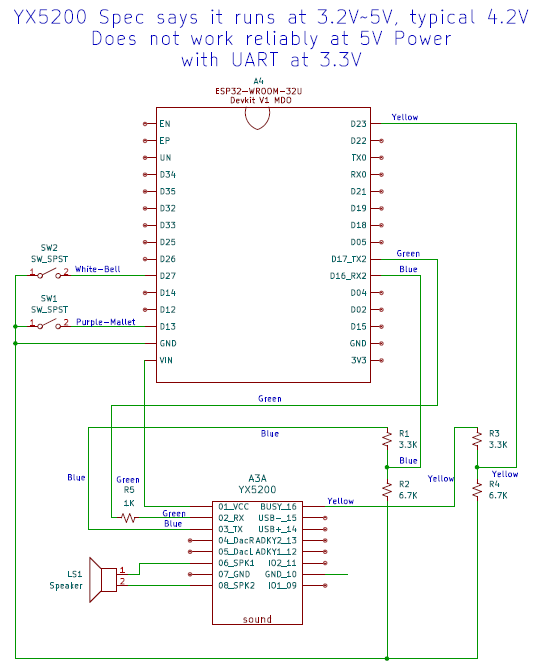 YX5200 Spec says it runs at 3.2V~5V, typical 4.2V
Does not work reliably at 5V Power
with UART at 3.3V
A4
ESP32-WROOM-32U
Devkit V1 MDO
EN
D23
Yellow
EP
D22
UN
TX0
D34
RX0
D35
D21
D32
D19
D33
D18
D25
D05
D26
D17_TX2
Green
SW2
SW_SPST
1
2
White-Bell
D27
D16_RX2
Blue
D14
D04
SW1
SW_SPST
D12
D02
1
2
Purple-Mallet
D13
D15
GND
GND
VIN
3V3
Green
Blue
R1
3.3K
R3
3.3K
Blue
Blue
Green
Yellow
Yellow
R2
6.7K
R4
6.7K
R5
1K
A3A
YX5200
Green
Blue
01_VCC
BUSY_16
Yellow
02_RX
USB-_15
03_TX
USB+_14
04_DacR
ADKY2_13
05_DacL
ADKY1_12
06_SPK1
IO2_11
07_GND
GND_10
08_SPK2
IO1_09
LS1
Speaker
1
2
sound